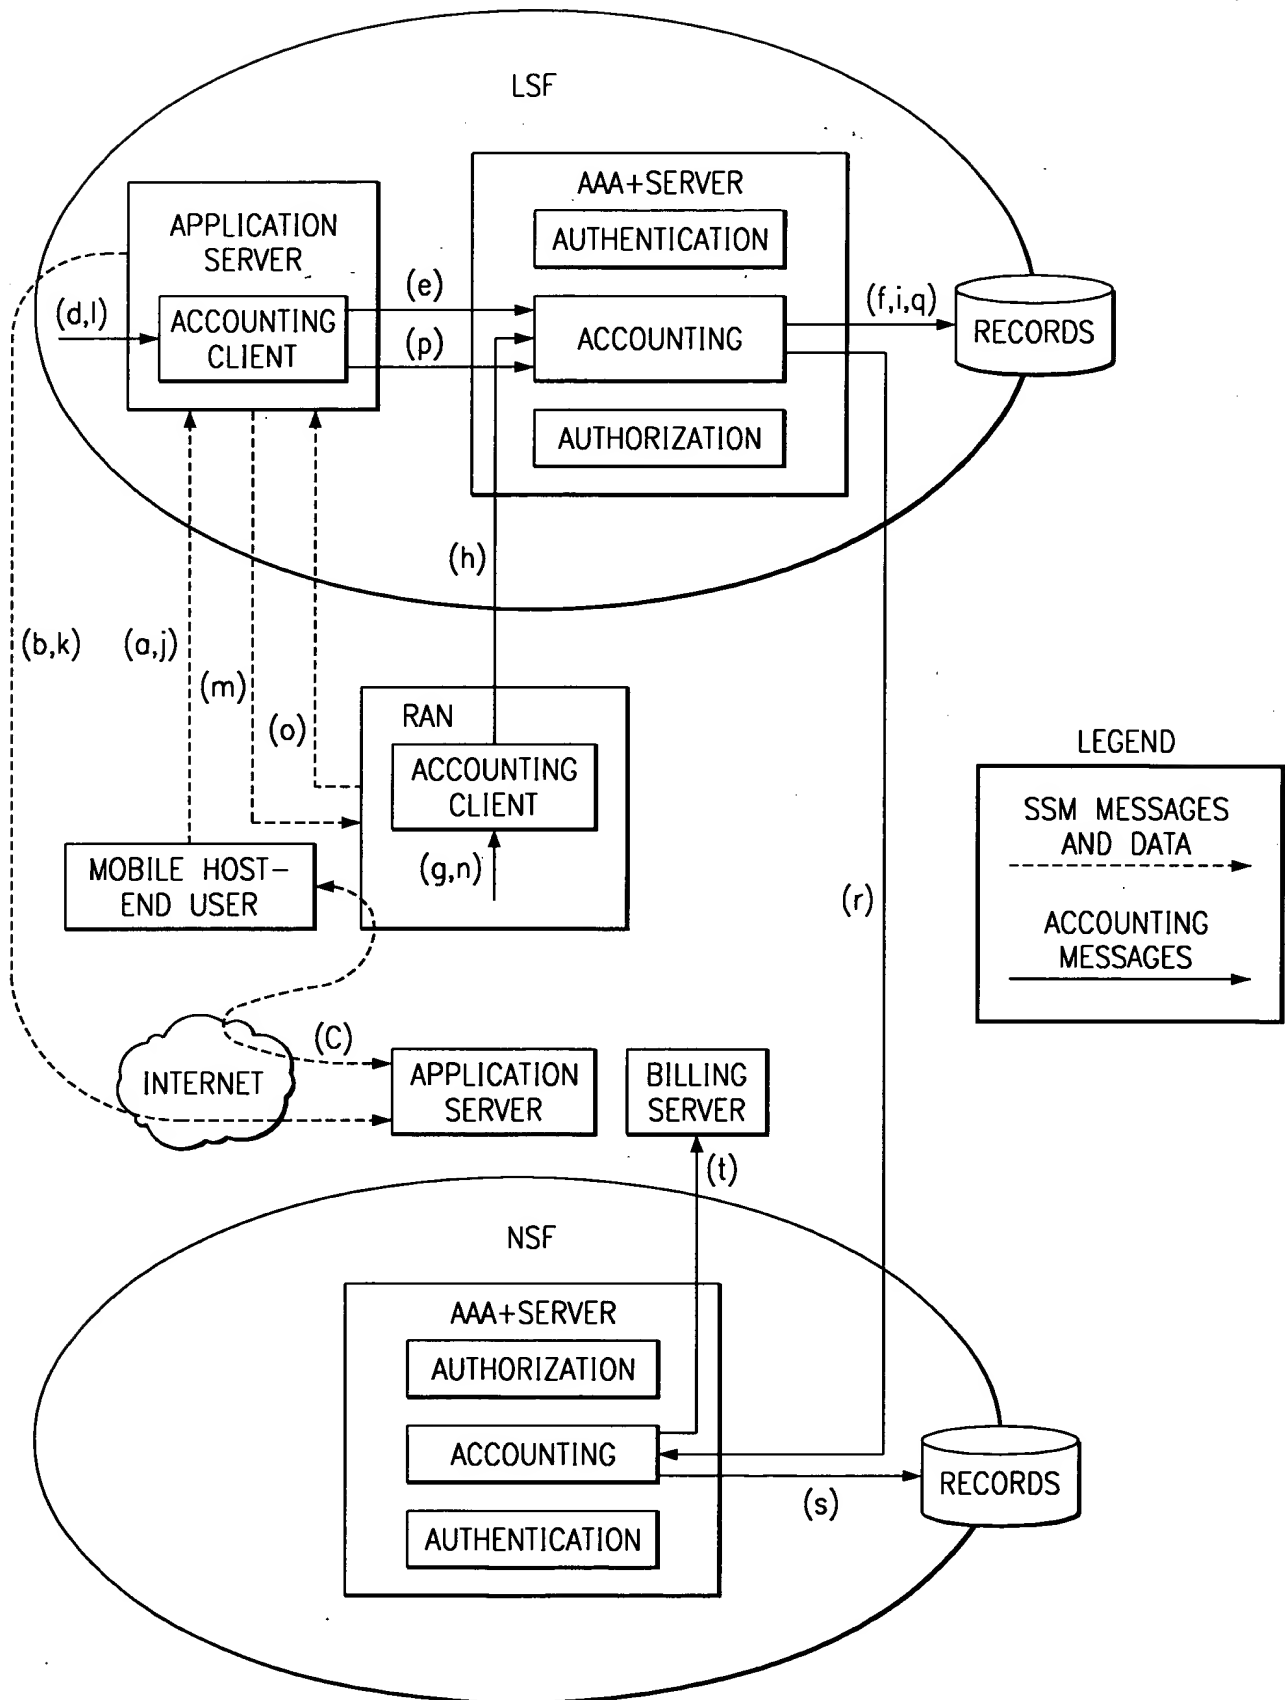 LSF
AAA+SERVER
AUTHENTICATION
APPLICATION
SERVER
(d,l)
ACCOUNTING
CLIENT
(e)
(p)
ACCOUNTING
(f,i,q)
RECORDS
AUTHORIZATION
(h)
(b,k)
(a,j)
(m)
(o)
RAN
ACCOUNTING
CLIENT
(g,n)
MOBILE HOST-
END USER
LEGEND
SSM MESSAGES
AND DATA
ACCOUNTING
MESSAGES
(r)
(C)
INTERNET
APPLICATION
SERVER
BILLING
SERVER
(t)
NSF
AAA+SERVER
AUTHORIZATION
ACCOUNTING
AUTHENTICATION
(s)
RECORDS